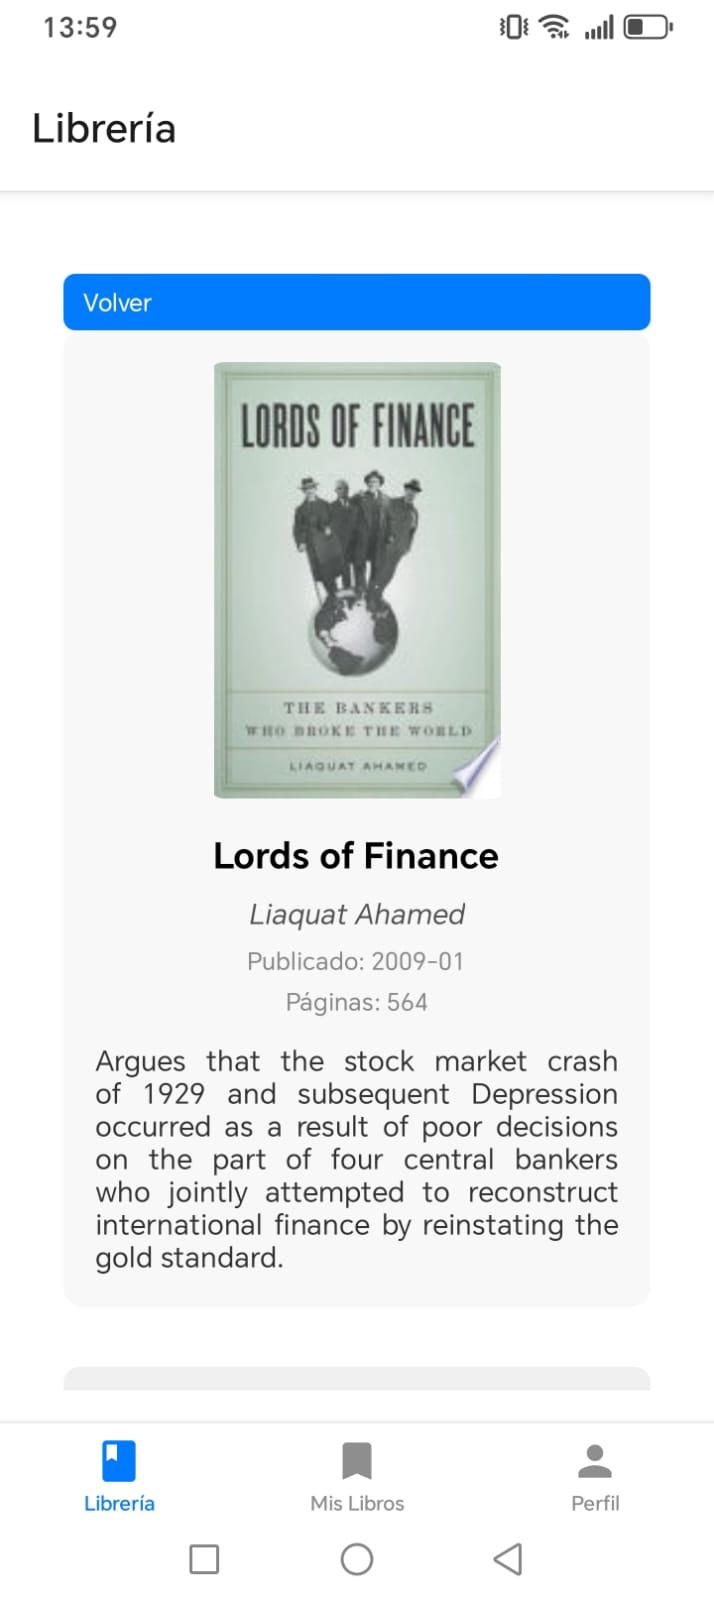 13:59
Librería
Volver
LORDS OF FINANCE
THE BANKERS
WHO BROKE THE WORLD
LIAQUAT AHAMED
Lords of Finance
Liaquat Ahamed
Publicado: 2009-01
Páginas: 564
Argues that the stock market crash
of 1929 and subsequent Depression
occurred as a result of poor decisions
on the part of four central bankers
who jointly attempted to reconstruct
international finance by reinstating the
gold standard.
Librería
Mis Libros
Perfil